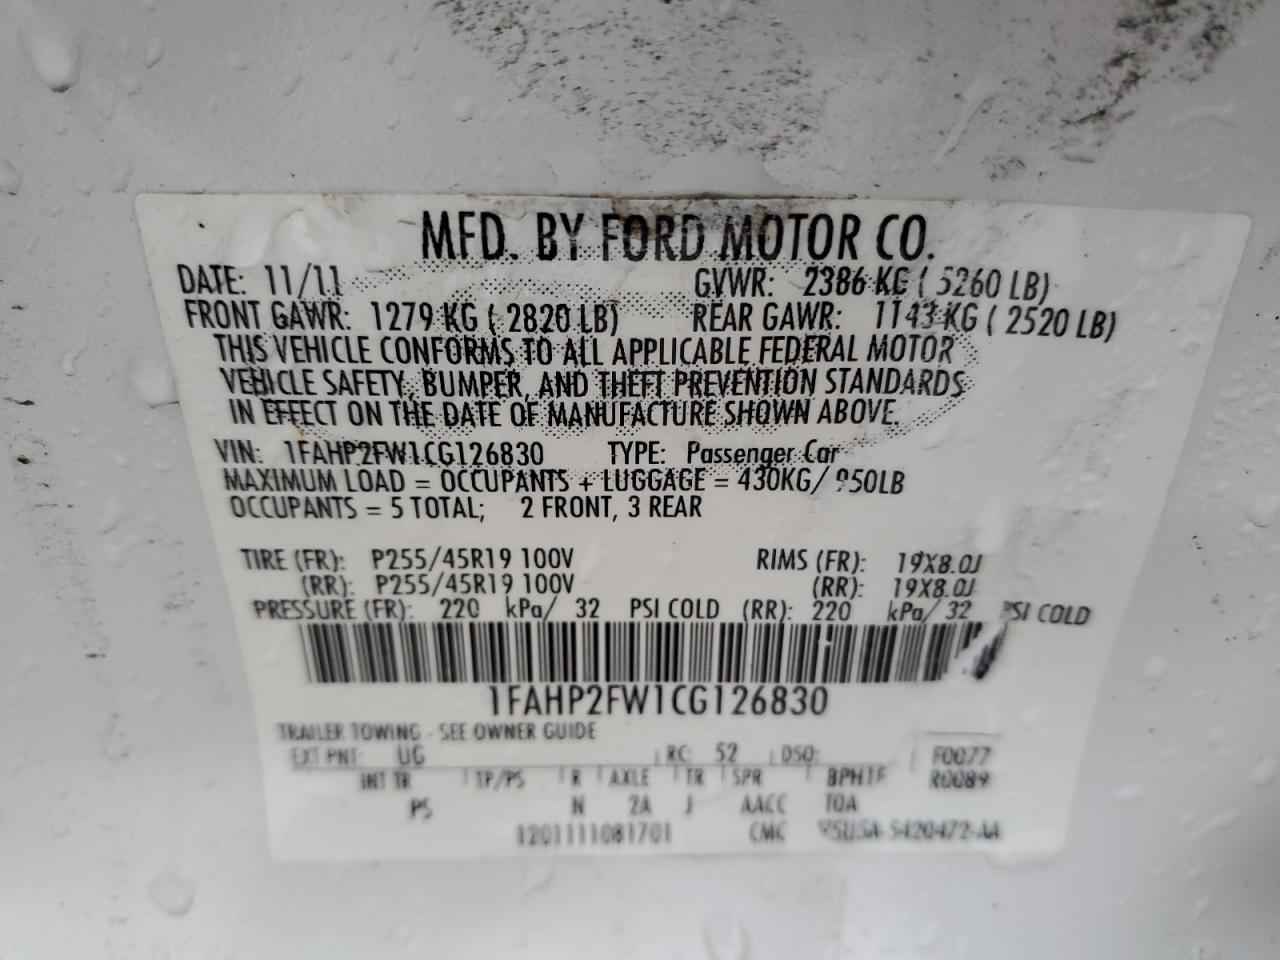 MFD. BY FORD MOTOR CO.
DATE: 11/11 GVWR: 2386 KG ( 5260 LB)
FRONT GAWR: 1279 KG ( 2820 LB) REAR GAWR: 1143 KG ( 2520 LB)
THIS VEHICLE CONFORMS TO ALL APPLICABLE FEDERAL MOTOR
VEHICLE SAFETY, BUMPER, AND THEFT PREVENTION STANDARDS
IN EFFECT ON THE DATE OF MANUFACTURE SHOWN ABOVE.
VIN: 1FAHP2FW1CG126830 TYPE: Passenger Car
MAXIMUM LOAD = OCCUPANTS + LUGGAGE = 430KG/ 950LB
OCCUPANTS = 5 TOTAL; 2 FRONT, 3 REAR
TIRE (FR): P255/45R19 100V RIMS (FR): 19X8.0J
(RR): P255/45R19 100V (RR): 19X8.0J
PRESSURE (FR): 220 kPa/ 32 PSI COLD (RR): 220 kPa/ 32 PSI COLD
1FAHP2FW1CG126830
TRAILER TOWING - SEE OWNER GUIDE
EXT PNT: UG RC: 52 DSO: F0077
INT TR TP/PS R AXLE TR SPR R0089
PS N 2A J AACC
1201111081701 CMC